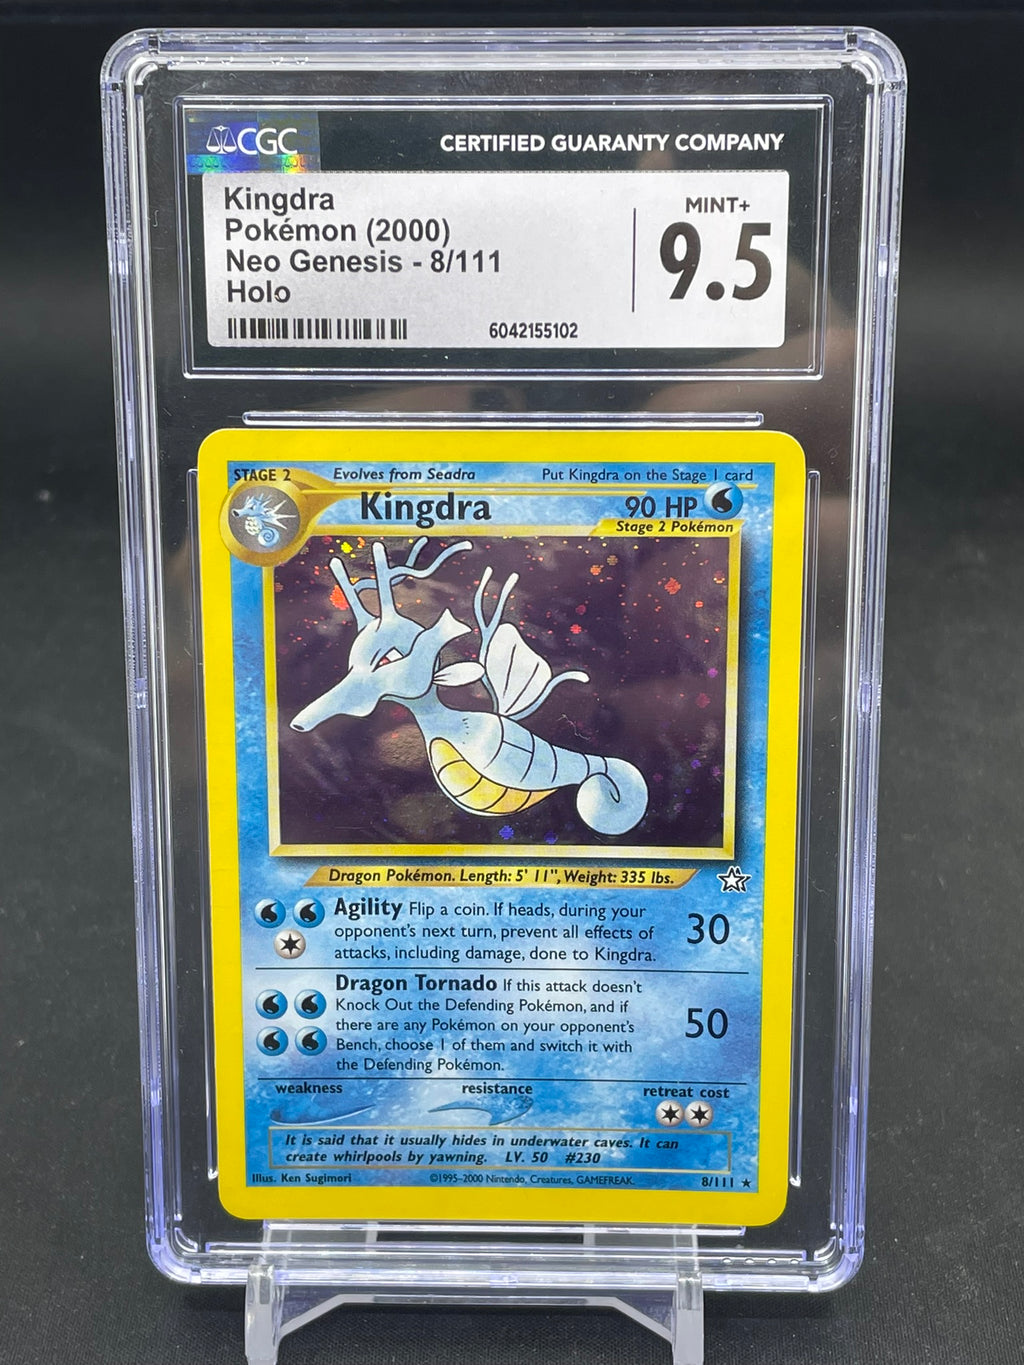 CGC
CERTIFIED GUARANTY COMPANY
Kingdra
Pokémon (2000)
Neo Genesis - 8/111
Holo
MINT+
9.5
6042155102
STAGE 2
Evolves from Seadra
Put Kingdra on the Stage 1 card
Kingdra
90 HP
Stage 2 Pokémon
Dragon Pokémon. Length: 5' 11", Weight: 335 lbs.
Agility Flip a coin. If heads, during your
opponent's next turn, prevent all effects of
attacks, including damage, done to Kingdra.
30
Dragon Tornado If this attack doesn't
Knock Out the Defending Pokémon, and if
there are any Pokémon on your opponent's
Bench, choose 1 of them and switch it with
the Defending Pokémon.
50
weakness
resistance
retreat cost
It is said that it usually hides in underwater caves. It can
create whirlpools by yawning. LV. 50 #230
Illus. Ken Sugimori
©1995-2000 Nintendo, Creatures, GAMEFREAK.
8/111 ★